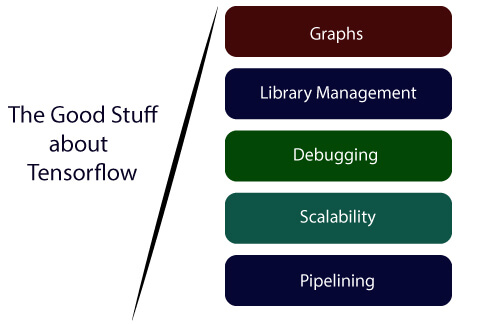 The Good Stuff
about
Tensorflow
Graphs
Library Management
Debugging
Scalability
Pipelining